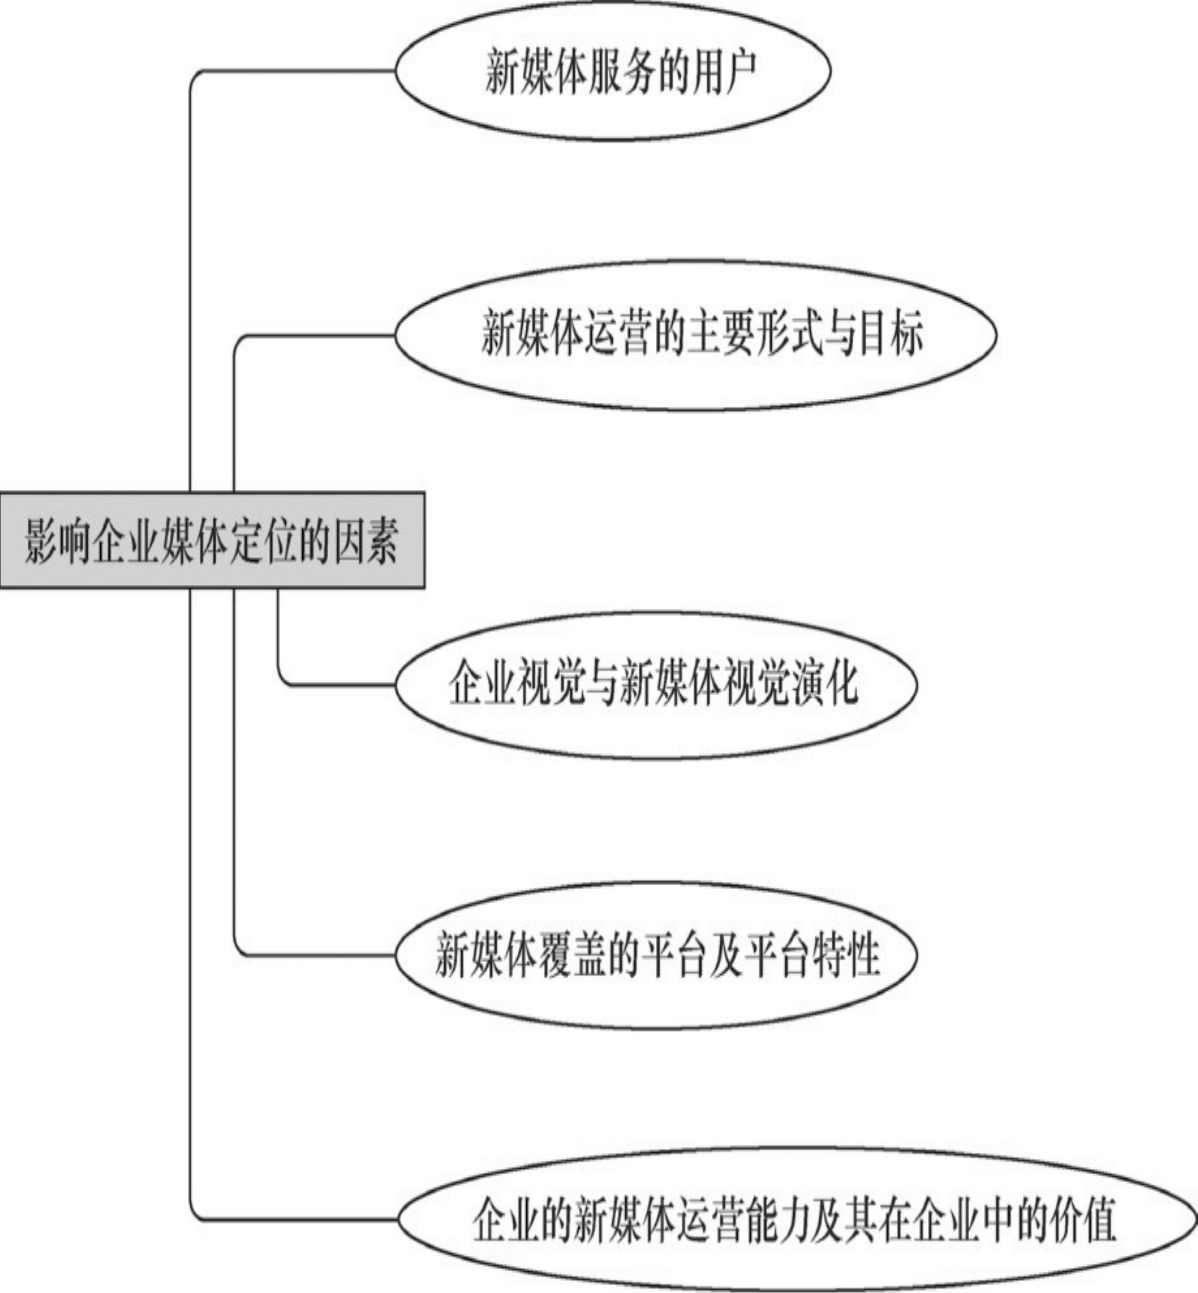 新媒体服务的用户
新媒体运营的主要形式与目标
影响企业媒体定位的因素
企业视觉与新媒体视觉演化
新媒体覆盖的平台及平台特性
企业的新媒体运营能力及其在企业中的价值